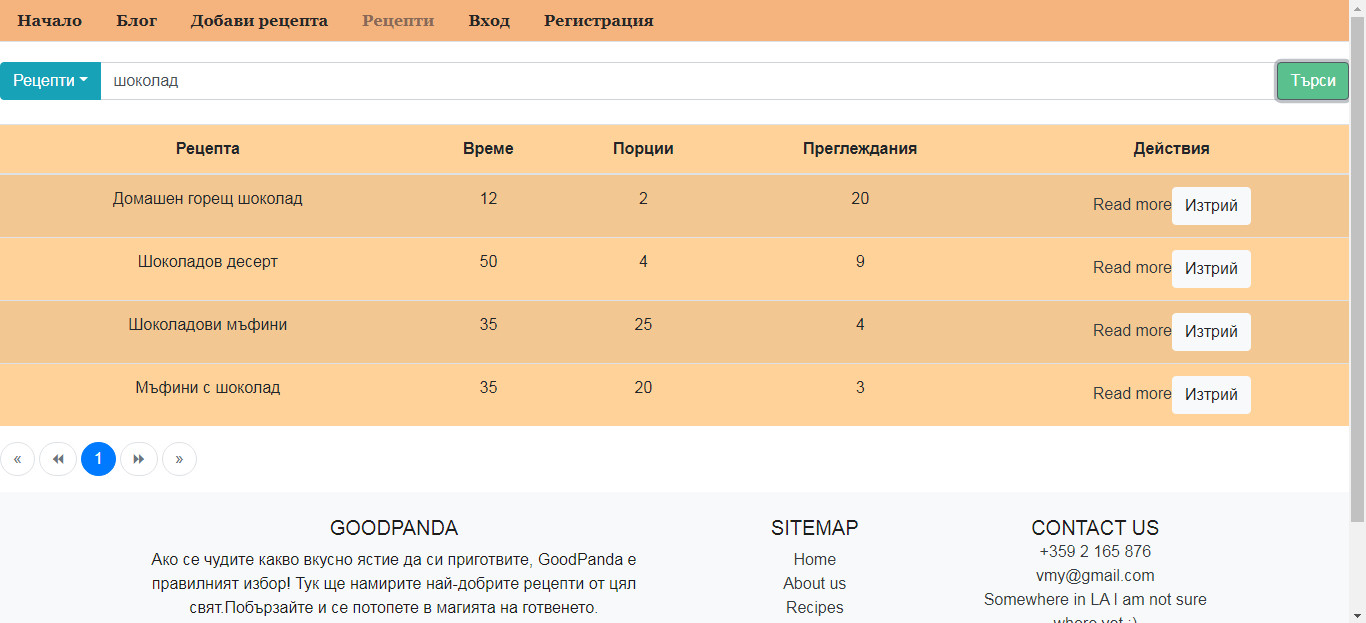 Начало Блог Добави рецепта Рецепти Вход Регистрация
Рецепти шоколад Търси
Рецепта Време Порции Преглеждания Действия
Домашен горещ шоколад 12 2 20 Read more Изтрий
Шоколадов десерт 50 4 9 Read more Изтрий
Шоколадови мъфини 35 25 4 Read more Изтрий
Мъфини с шоколад 35 20 3 Read more Изтрий
« 1 »
GOODPANDA
Ако се чудите какво вкусно ястие да си приготвите, GoodPanda е
правилният избор! Тук ще намирите най-добрите рецепти от цял
свят.Побързайте и се потопете в магията на готвенето.
SITEMAP
Home
About us
Recipes
CONTACT US
+359 2 165 876
vmy@gmail.com
Somewhere in LA I am not sure
where yet :)